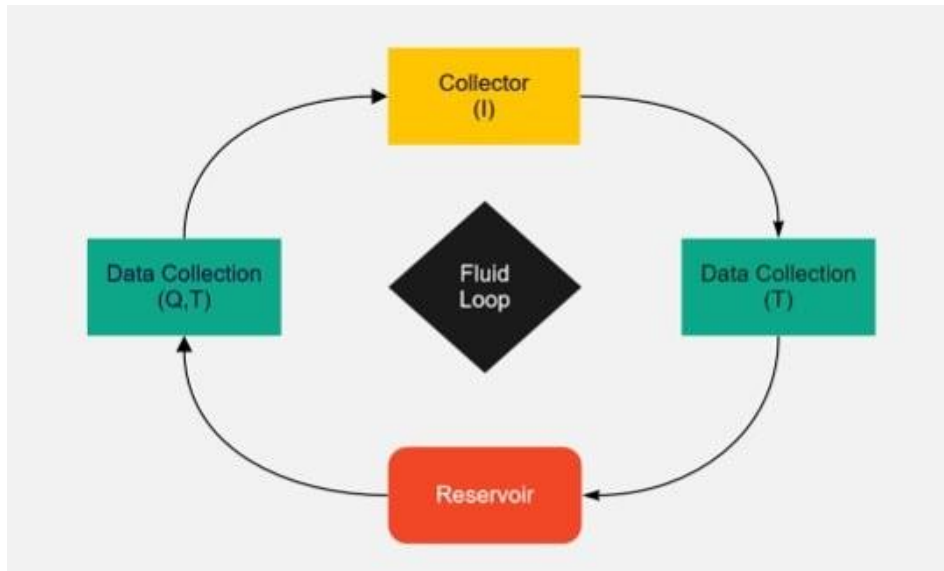 Collector
(I)
Data Collection
(Q,T)
Fluid
Loop
Data Collection
(T)
Reservoir